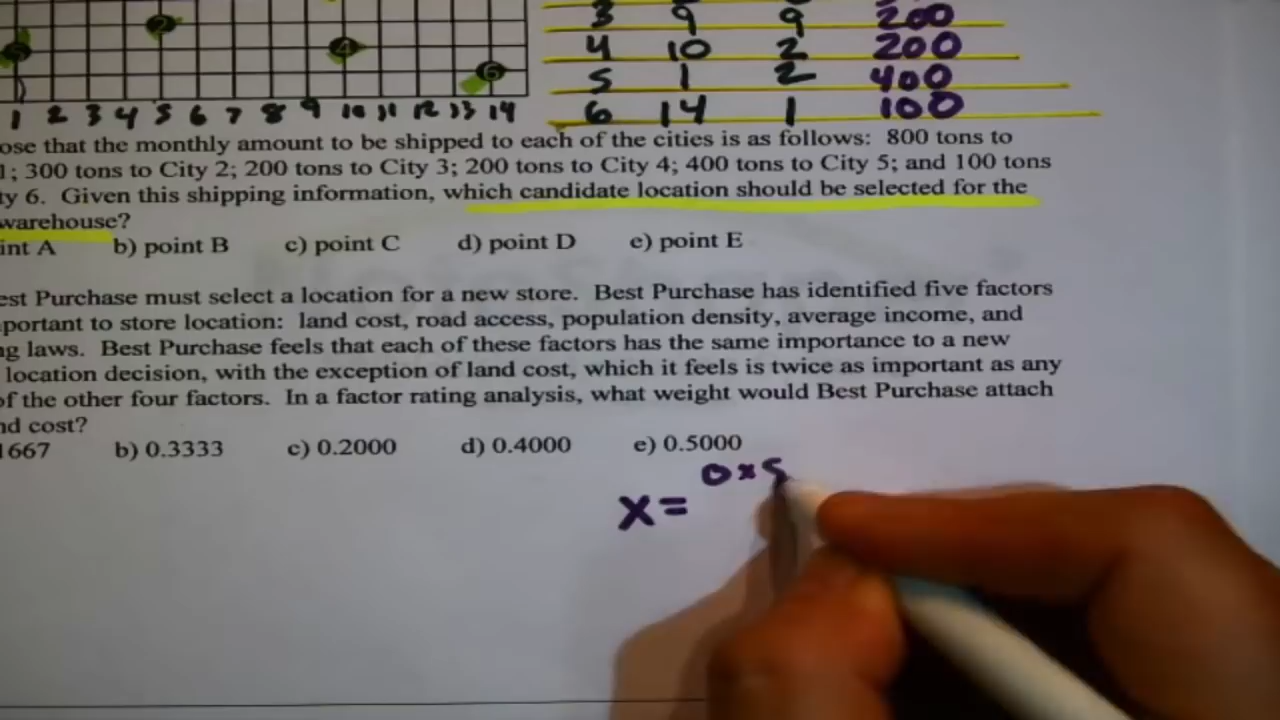 3 9 9 200
2
5 4 4 10 2 200
6 5 1 2 400
1 2 3 4 5 6 7 8 9 10 11 12 13 14 6 14 1 100
ose that the monthly amount to be shipped to each of the cities is as follows: 800 tons to
1; 300 tons to City 2; 200 tons to City 3; 200 tons to City 4; 400 tons to City 5; and 100 tons
ty 6. Given this shipping information, which candidate location should be selected for the
warehouse?
int A b) point B c) point C d) point D e) point E
est Purchase must select a location for a new store. Best Purchase has identified five factors
portant to store location: land cost, road access, population density, average income, and
ng laws. Best Purchase feels that each of these factors has the same importance to a new
location decision, with the exception of land cost, which it feels is twice as important as any
of the other four factors. In a factor rating analysis, what weight would Best Purchase attach
nd cost?
1667 b) 0.3333 c) 0.2000 d) 0.4000 e) 0.5000
0×5
X=